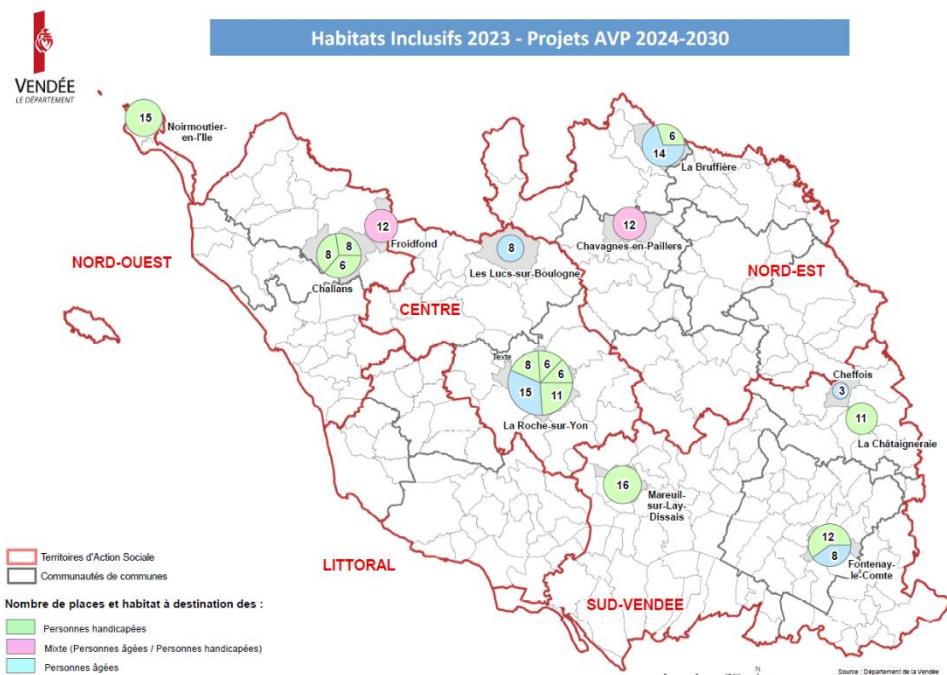 VENDÉE
LE DÉPARTEMENT
Habitats Inclusifs 2023 - Projets AVP 2024-2030
15
Noirmoutier-
en-l'Ile
6
14
La Bruffière
12
Froidfond
12
Chavagnes-en-Paillers
8
8
6
Challans
8
Les Lucs-sur-Boulogne
NORD-OUEST
NORD-EST
CENTRE
Texte
8
6
6
15
11
La Roche-sur-Yon
Cheffois
3
11
La Châtaigneraie
16
Mareuil-
sur-Lay-
Dissais
12
8
Fontenay-
le-Comte
LITTORAL
SUD-VENDEE
Territoires d'Action Sociale
Communautés de communes
Nombre de places et habitat à destination des :
Personnes handicapées
Mixte (Personnes âgées / Personnes handicapées)
Personnes âgées
N
Source : Département de la Vendée